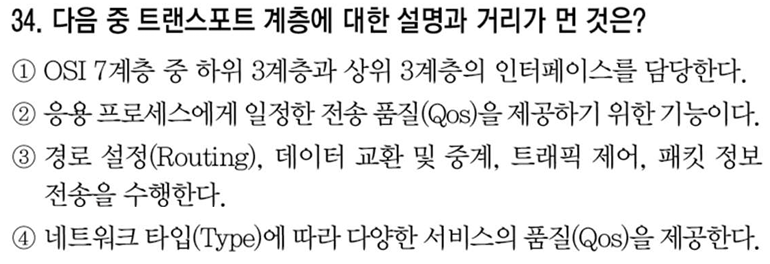 34. 다음 중 트랜스포트 계층에 대한 설명과 거리가 먼 것은?
① OSI 7계층 중 하위 3계층과 상위 3계층의 인터페이스를 담당한다.
② 응용 프로세스에게 일정한 전송 품질(Qos)을 제공하기 위한 기능이다.
③ 경로 설정(Routing), 데이터 교환 및 중계, 트래픽 제어, 패킷 정보
전송을 수행한다.
④ 네트워크 타입(Type)에 따라 다양한 서비스의 품질(Qos)을 제공한다.